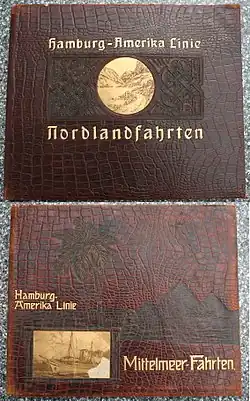 Hamburg-Amerika Linie
Nordlandfahrten
Hamburg-
Amerika Linie
Mittelmeer-Fahrten.